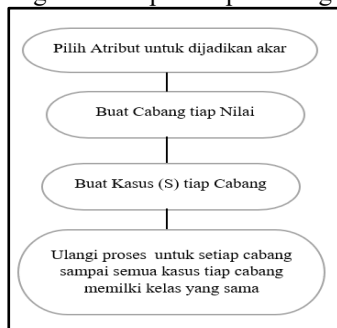 Pilih Atribut untuk dijadikan akar
Buat Cabang tiap Nilai
Buat Kasus (S) tiap Cabang
Ulangi proses untuk setiap cabang
sampai semua kasus tiap cabang
memilki kelas yang sama